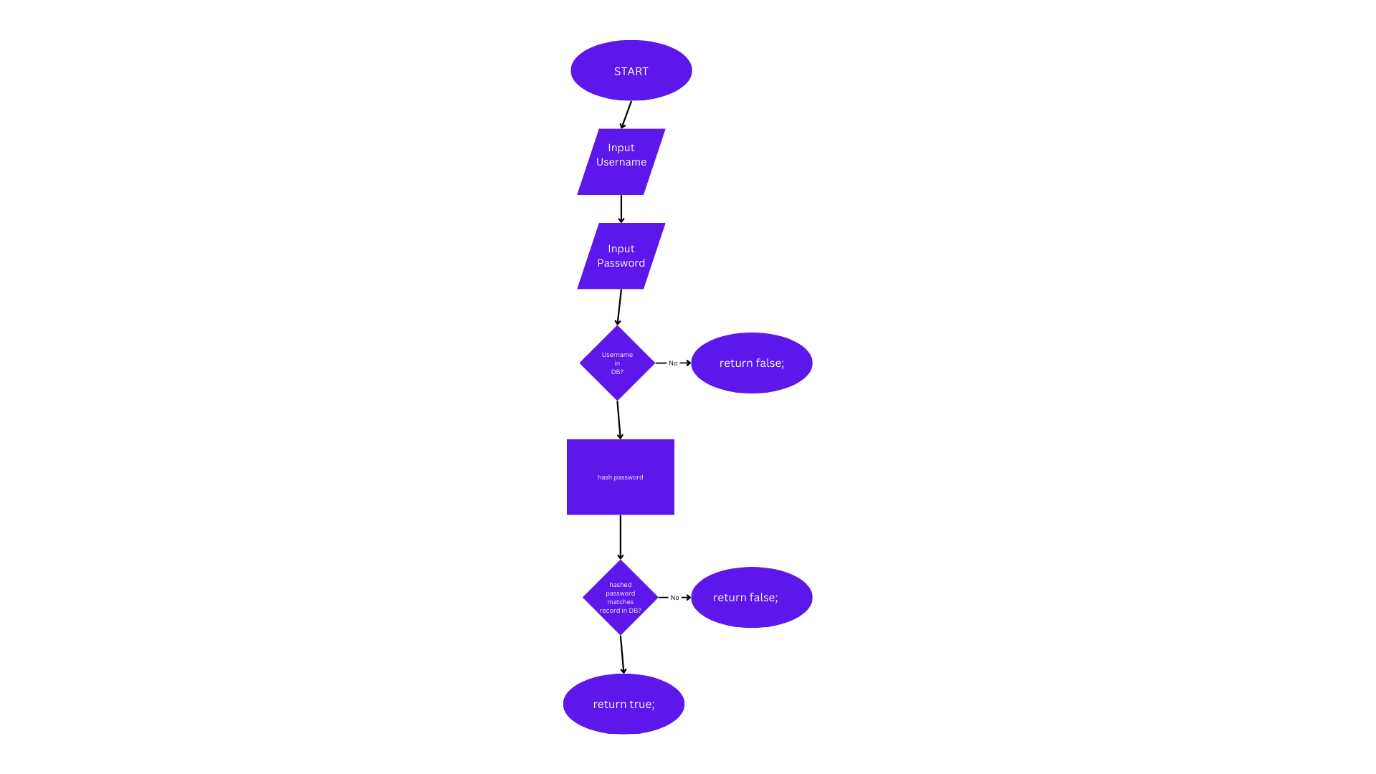 START
Input
Username
Input
Password
Username
in
DB?
No
return false;
hash password
hashed
password
matches
record in DB?
No
return false;
return true;